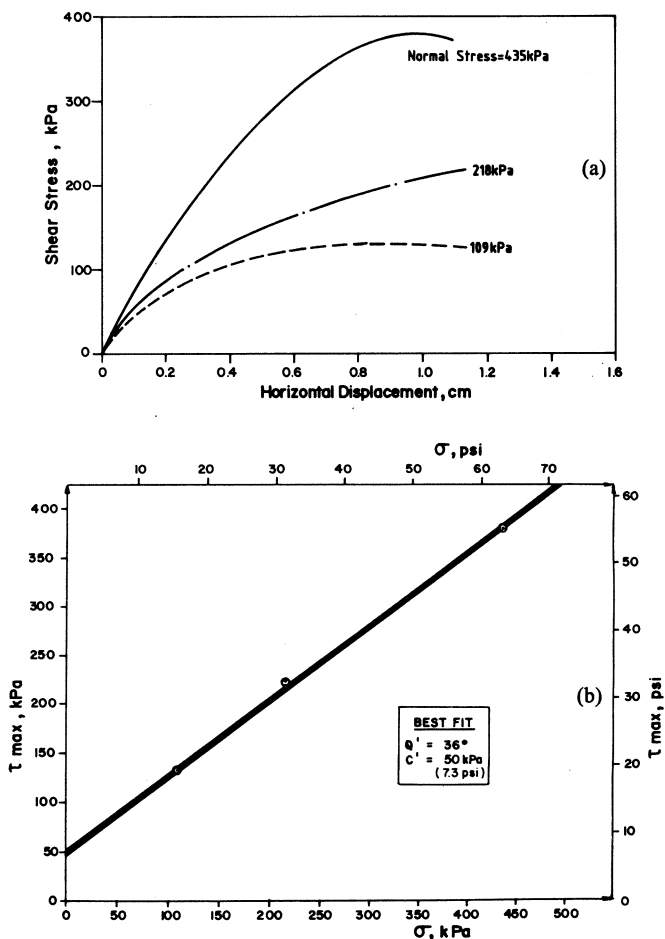 400
300
200
100
0
Shear Stress, kPa
Normal Stress=435kPa
218kPa
109kPa
(a)
0 0.2 0.4 0.6 0.8 1.0 1.2 1.4 1.6
Horizontal Displacement, cm
σ, psi
10 20 30 40 50 60 70
400
350
300
250
200
150
100
50
0
τ max, kPa
60
50
40
30
20
10
0
τ max, psi
(b)
BEST FIT
Q' = 36°
C' = 50 kPa
(7.3 psi)
0 50 100 150 200 250 300 350 400 450 500
σ, kPa